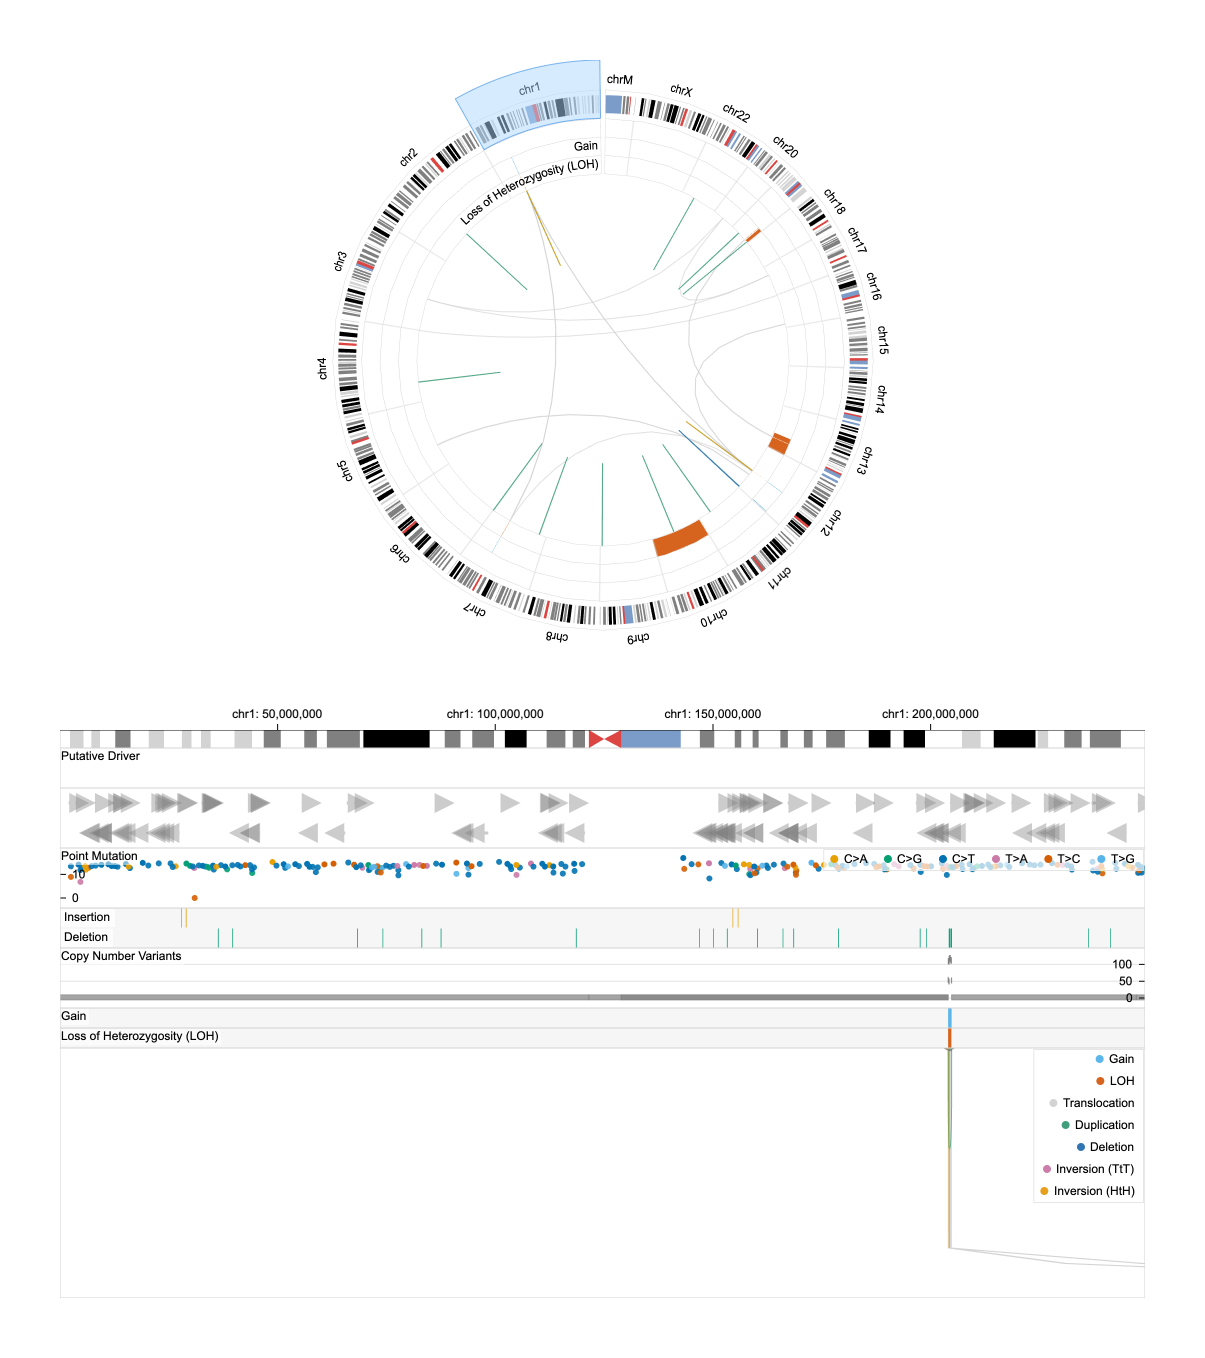 chrM
chrX
chr22
chr20
chr18
chr17
chr16
chr15
chr14
chr13
chr12
chr11
chr10
chr9
chr8
chr7
chr6
chr5
chr4
chr3
chr2
chr1
Gain
Loss of Heterozygosity (LOH)
chr1: 50,000,000 chr1: 100,000,000 chr1: 150,000,000 chr1: 200,000,000
Putative Driver
Point Mutation
C>A C>G C>T T>A T>C T>G
10
0
Insertion
Deletion
Copy Number Variants
100
50
0
Gain
Loss of Heterozygosity (LOH)
Gain
LOH
Translocation
Duplication
Deletion
Inversion (TtT)
Inversion (HtH)